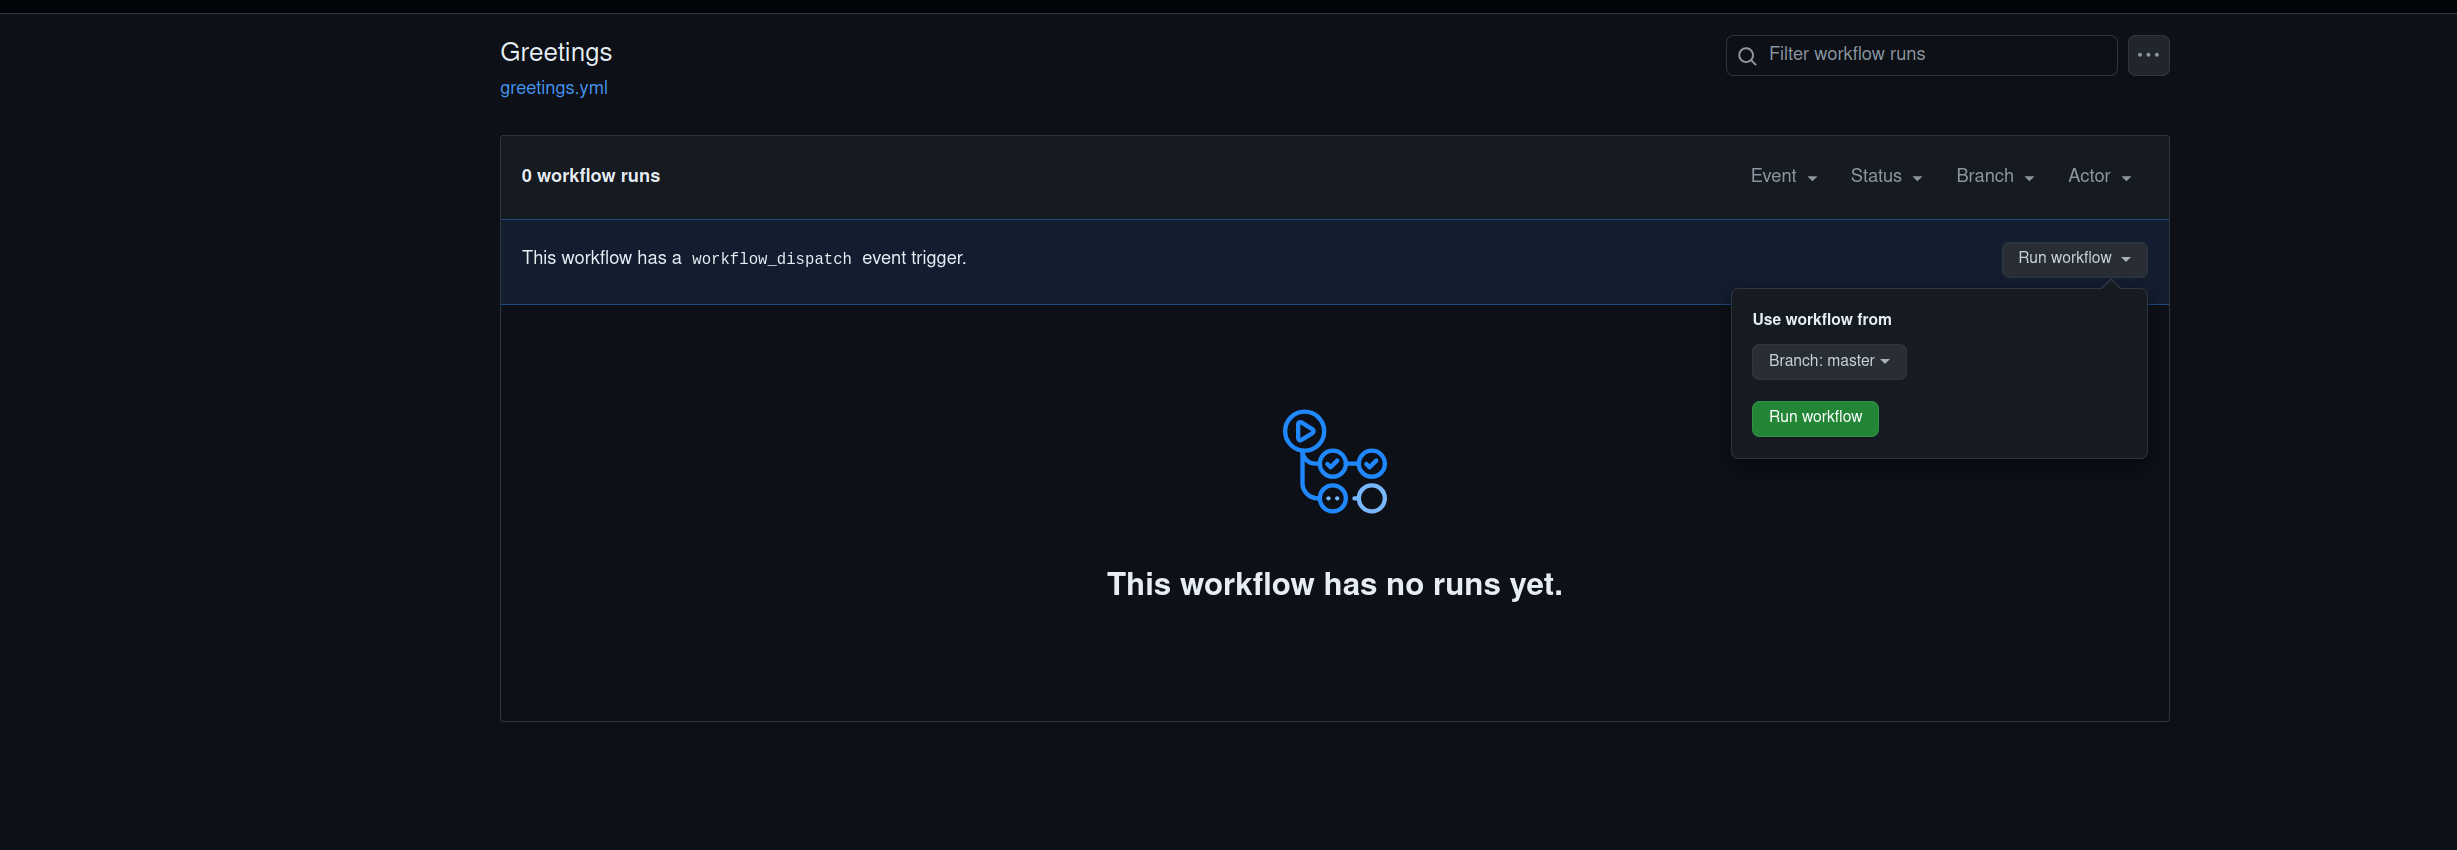 Greetings
Filter workflow runs
greetings.yml
0 workflow runs
Event Status Branch Actor
This workflow has a workflow_dispatch event trigger.
Run workflow
Use workflow from
Branch: master
Run workflow
This workflow has no runs yet.